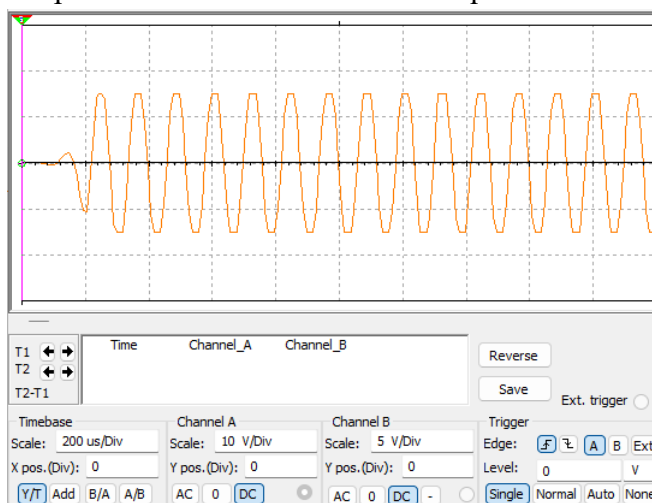 Time Channel_A Channel_B
T1
T2
T2-T1
Reverse
Save
Ext. trigger
Timebase
Scale: 200 us/Div
X pos.(Div): 0
Y/T Add B/A A/B
Channel A
Scale: 10 V/Div
Y pos.(Div): 0
AC 0 DC
Channel B
Scale: 5 V/Div
Y pos.(Div): 0
AC 0 DC -
Trigger
Edge: A B Ext
Level: 0 V
Single Normal Auto